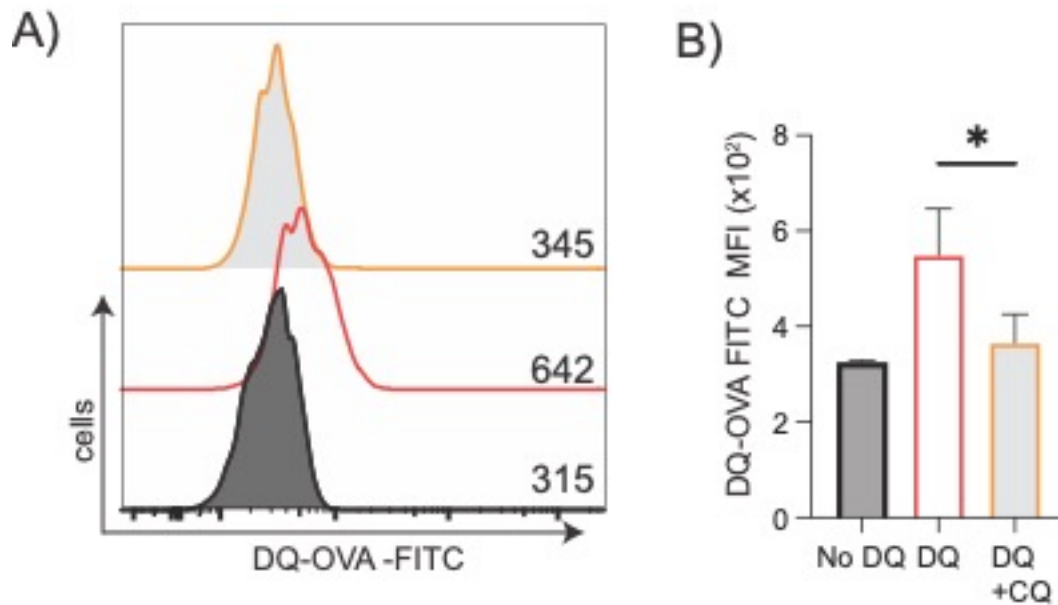 A)
345
642
315
cells
DQ-OVA -FITC
B)
DQ-OVA FITC MFI (x10²)
8
6
4
2
0
*
No DQ DQ DQ
+CQ